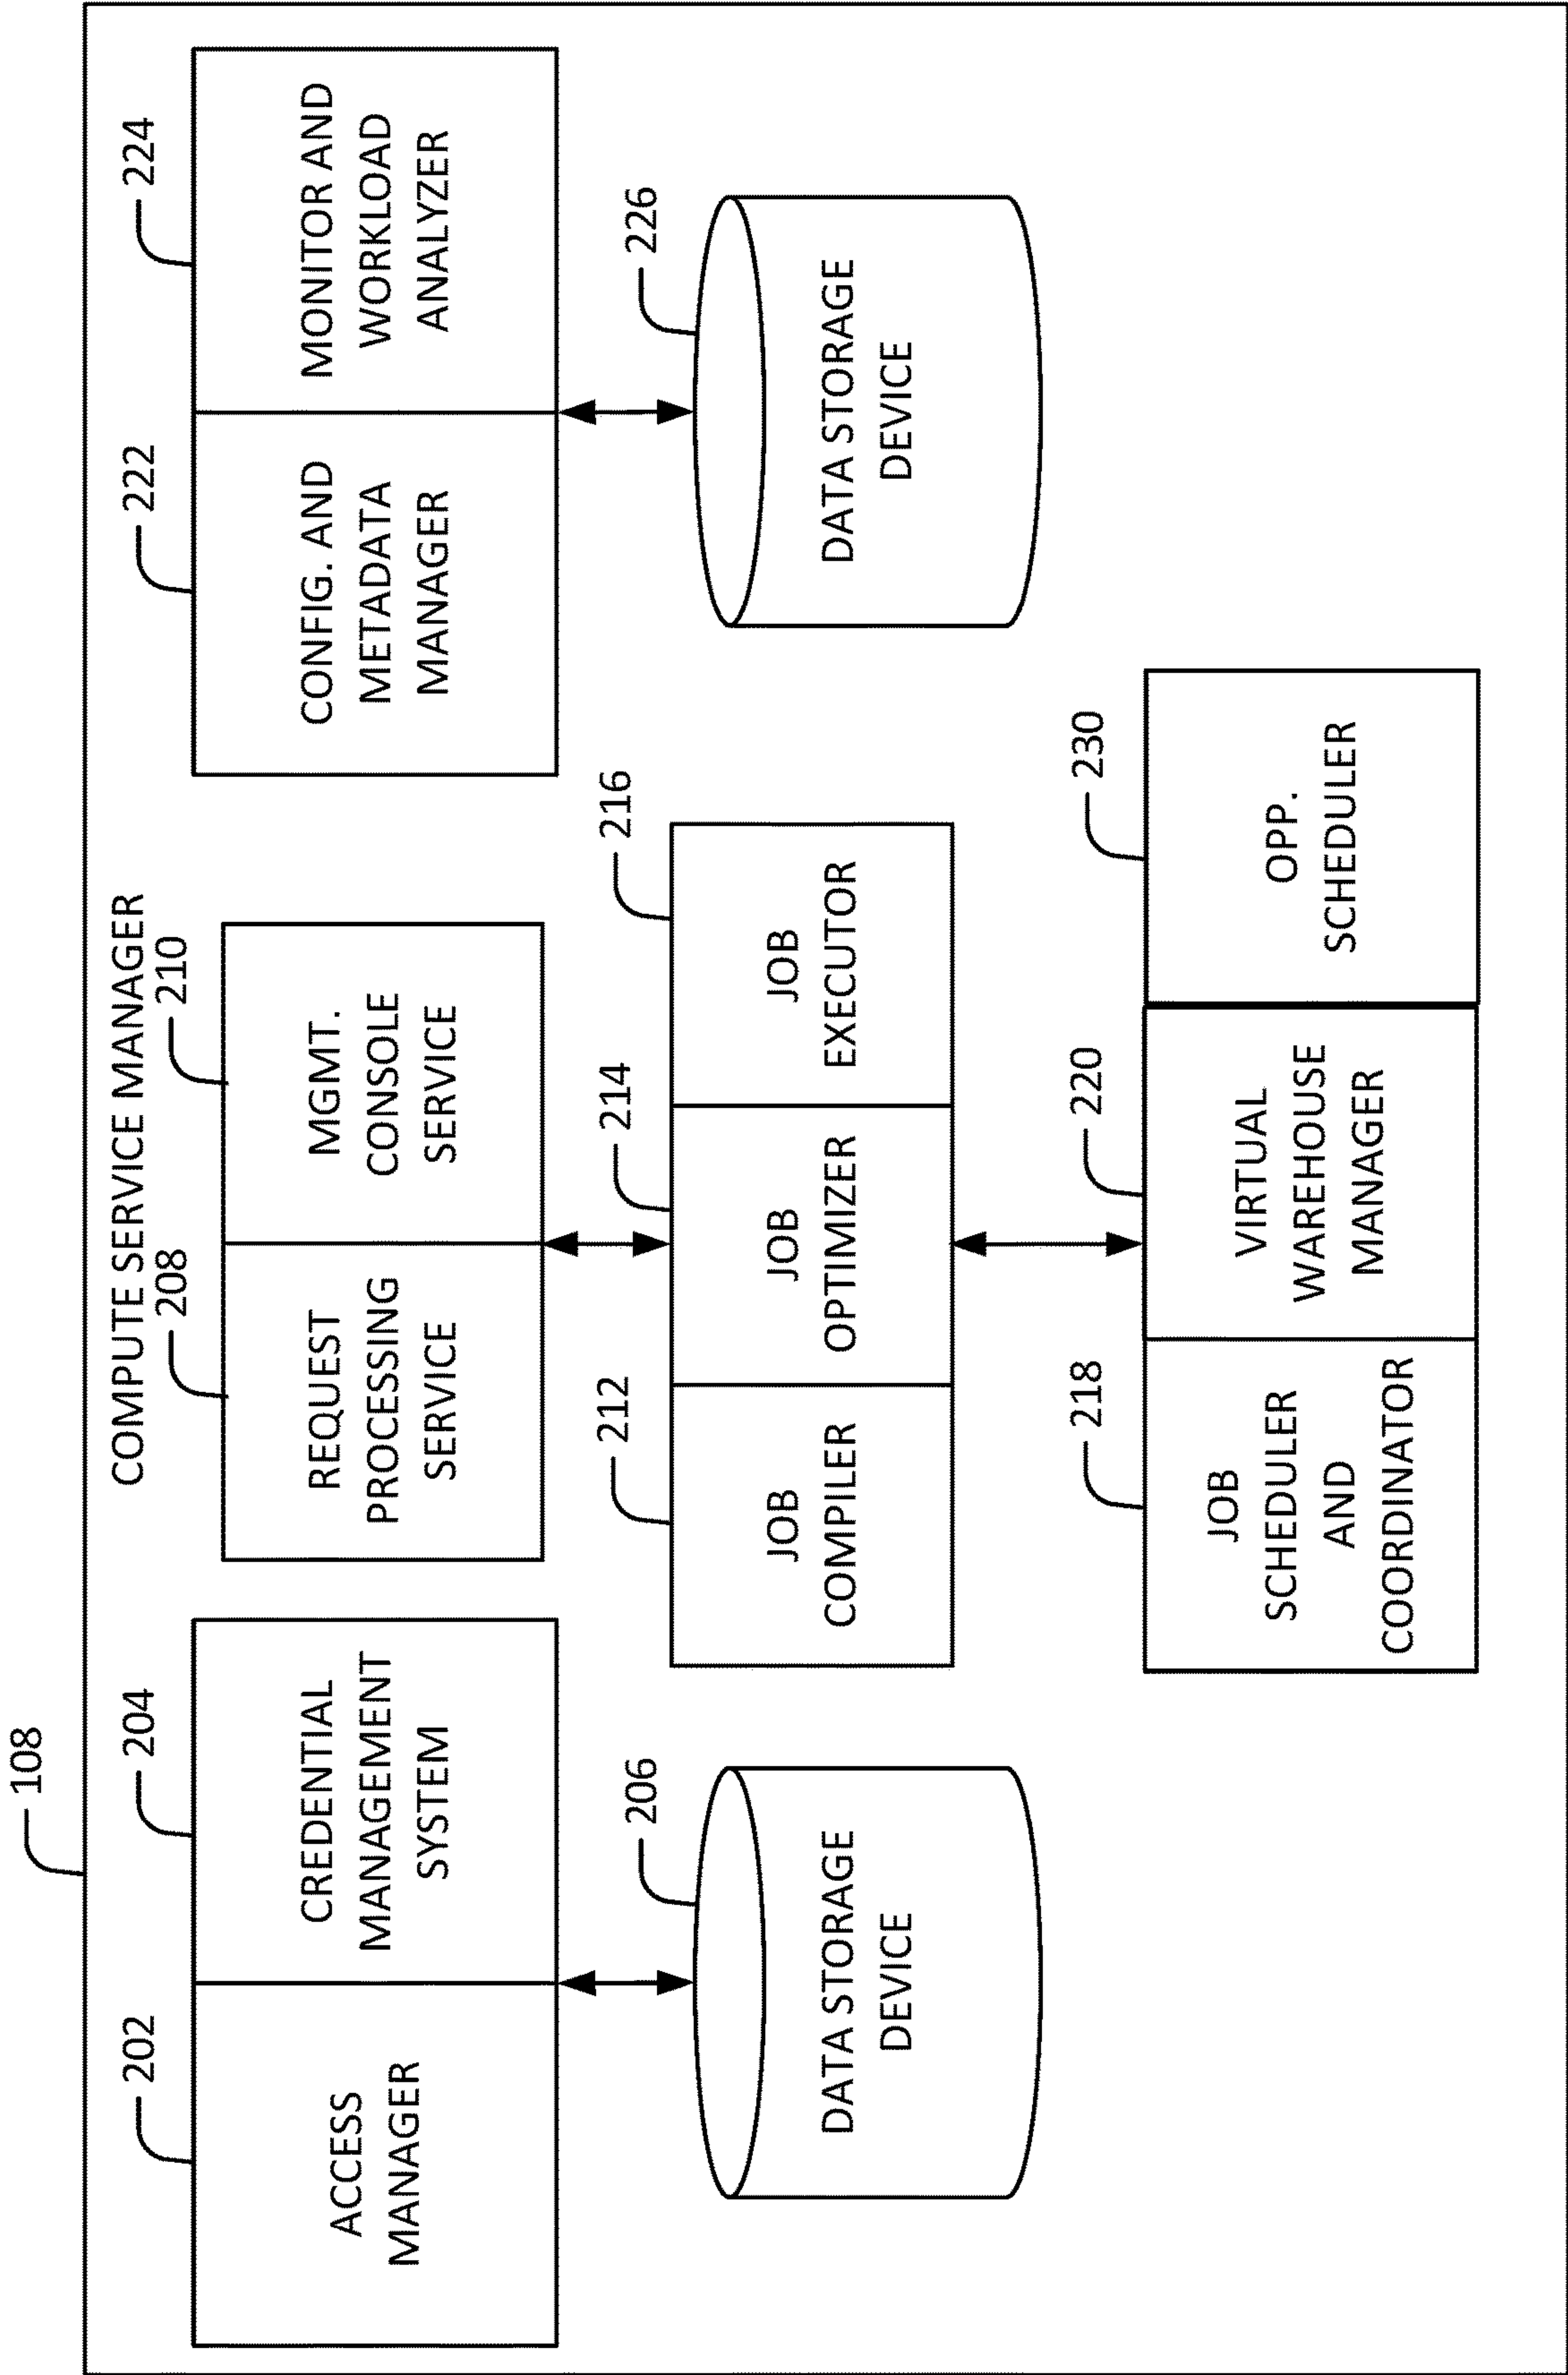 108
COMPUTE SERVICE MANAGER
202
ACCESS
MANAGER
204
CREDENTIAL
MANAGEMENT
SYSTEM
206
DATA STORAGE
DEVICE
208
REQUEST
PROCESSING
SERVICE
210
MGMT.
CONSOLE
SERVICE
212
JOB
COMPILER
214
JOB
OPTIMIZER
216
JOB
EXECUTOR
218
JOB
SCHEDULER
AND
COORDINATOR
220
VIRTUAL
WAREHOUSE
MANAGER
230
OPP.
SCHEDULER
222
CONFIG. AND
METADATA
MANAGER
224
MONITOR AND
WORKLOAD
ANALYZER
226
DATA STORAGE
DEVICE